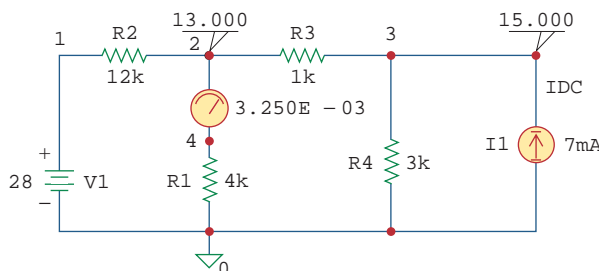 13.000
15.000
1
R2
2
R3
3
12k
1k
IDC
3.250E – 03
4
I1
7mA
28
+
–
V1
R1
4k
R4
3k
0